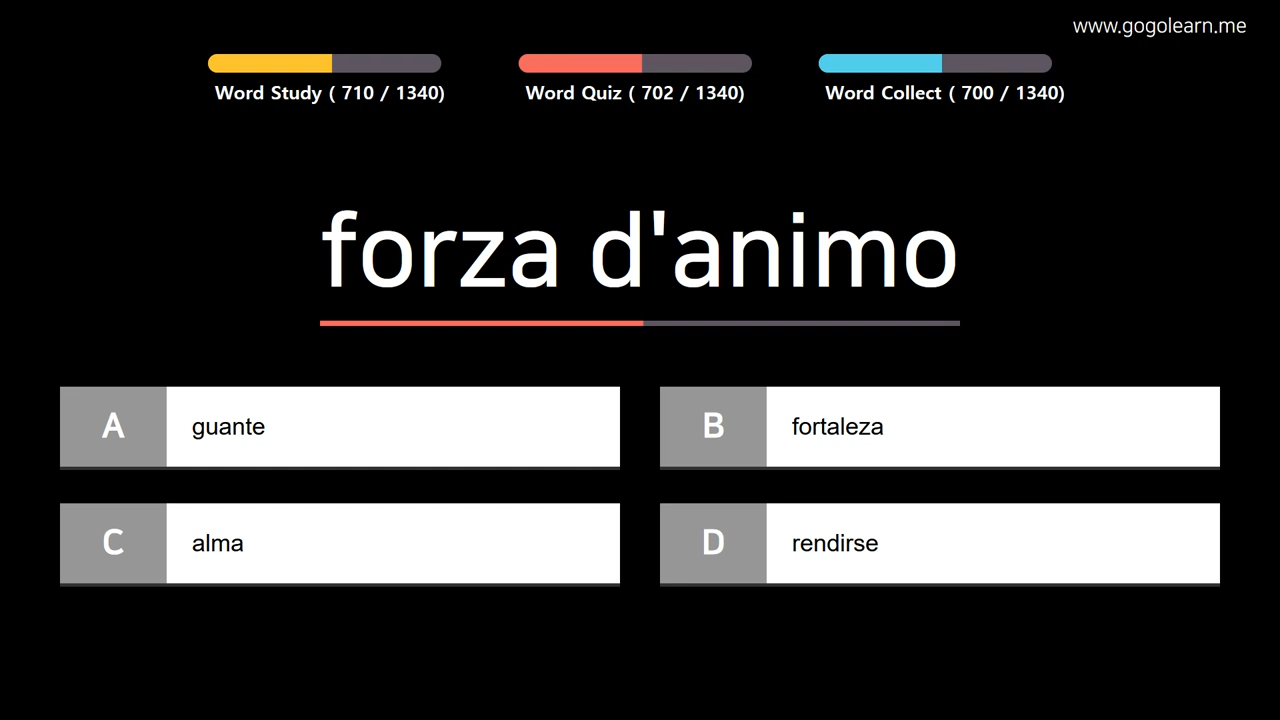 www.gogolearn.me
Word Study ( 710 / 1340)
Word Quiz ( 702 / 1340)
Word Collect ( 700 / 1340)
forza d'animo
A guante
B fortaleza
C alma
D rendirse